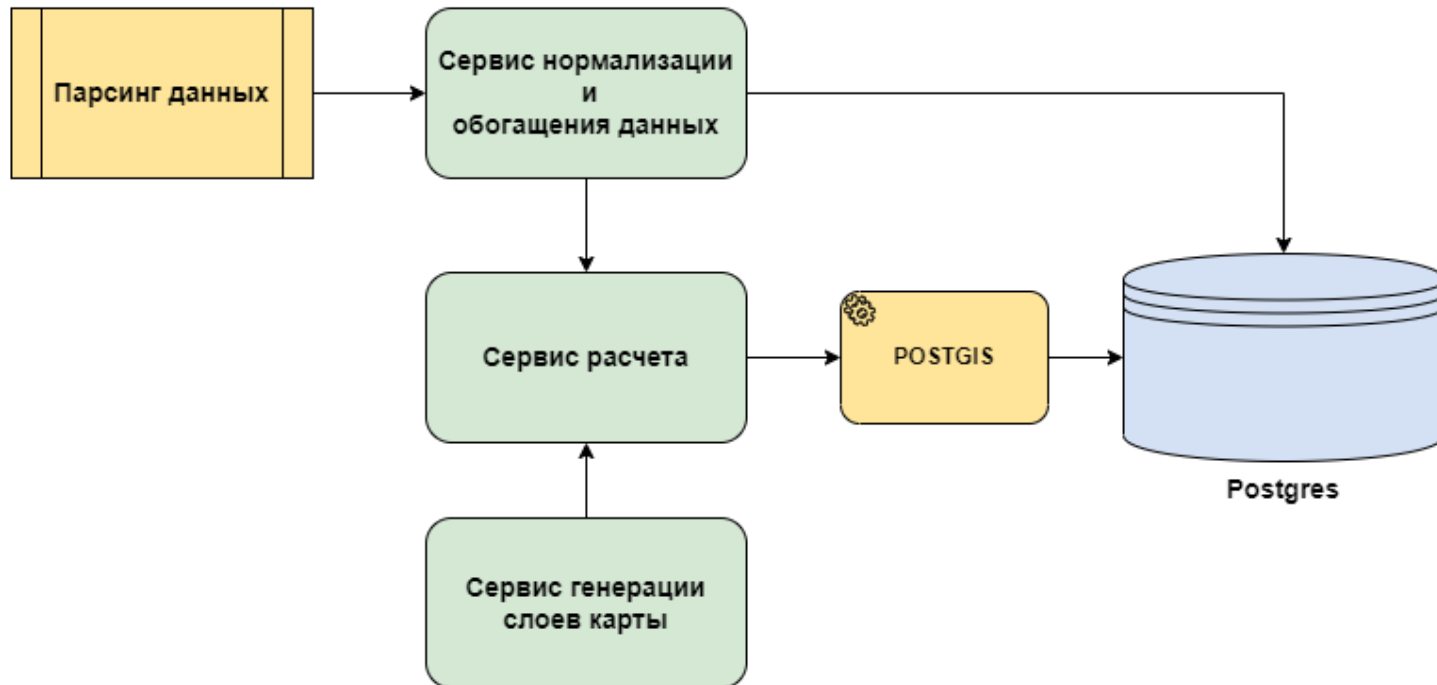 Парсинг данных
Сервис нормализации
и
обогащения данных
Сервис расчета
POSTGIS
Postgres
Сервис генерации
слоев карты